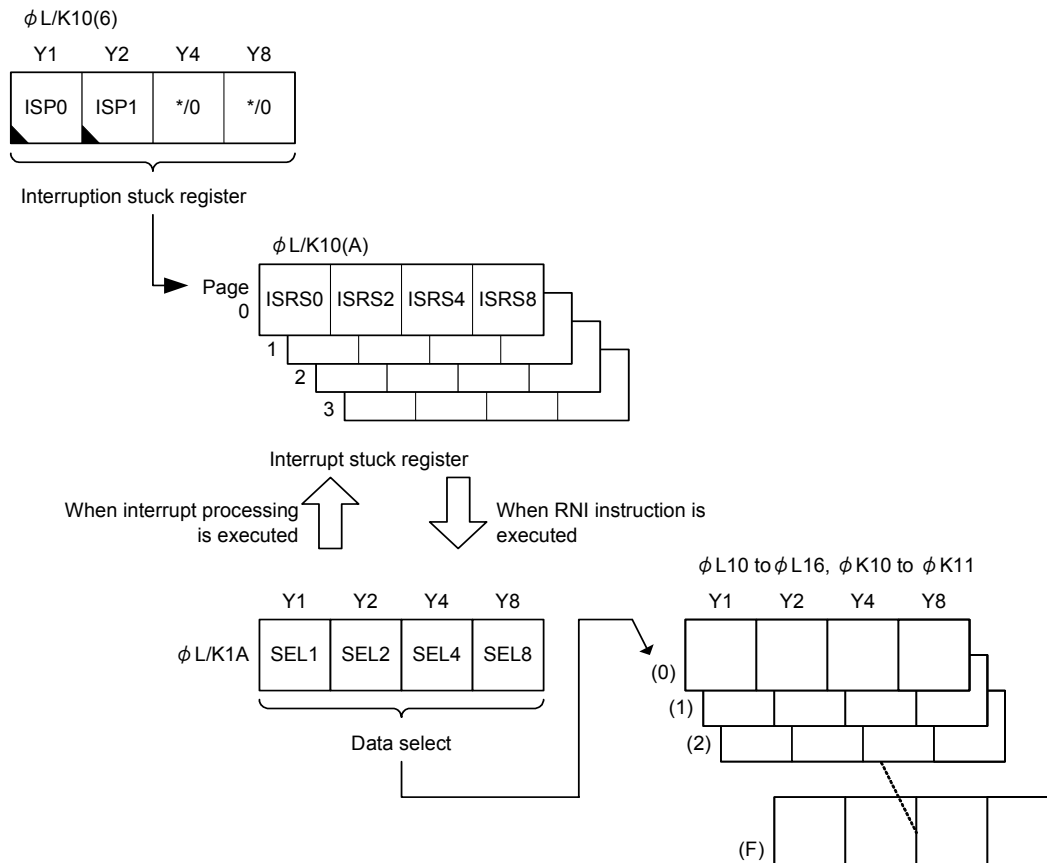 φL/K10(6)
Y1 Y2 Y4 Y8
ISP0 ISP1 */0 */0
Interruption stuck register
φL/K10(A)
Page
0
ISRS0 ISRS2 ISRS4 ISRS8
1
2
3
Interrupt stuck register
When interrupt processing
is executed
When RNI instruction is
executed
φL10 to φL16, φK10 to φK11
Y1 Y2 Y4 Y8
Y1 Y2 Y4 Y8
φL/K1A SEL1 SEL2 SEL4 SEL8
(0)
(1)
(2)
Data select
(F)